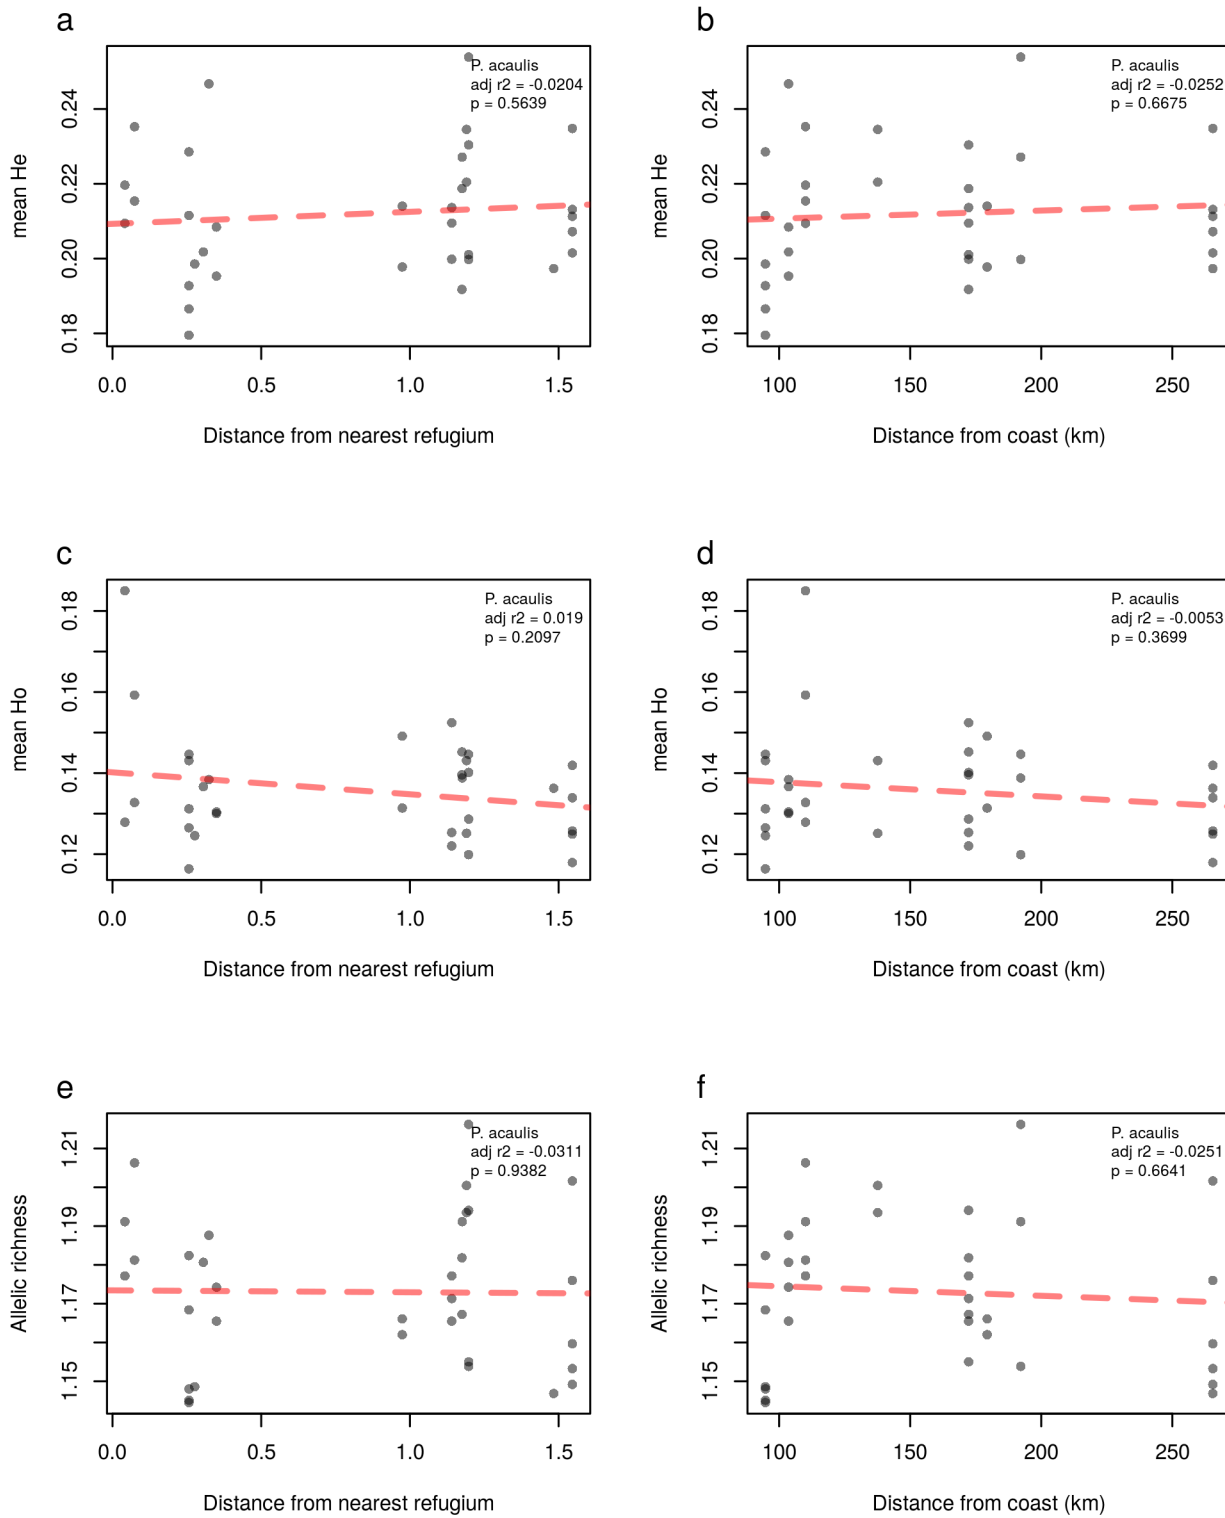 a
P. acaulis
adj r2 = -0.0204
p = 0.5639
mean He
0.18 0.20 0.22 0.24
0.0 0.5 1.0 1.5
Distance from nearest refugium
b
P. acaulis
adj r2 = -0.0252
p = 0.6675
mean He
0.18 0.20 0.22 0.24
100 150 200 250
Distance from coast (km)
c
P. acaulis
adj r2 = 0.019
p = 0.2097
mean Ho
0.12 0.14 0.16 0.18
0.0 0.5 1.0 1.5
Distance from nearest refugium
d
P. acaulis
adj r2 = -0.0053
p = 0.3699
mean Ho
0.12 0.14 0.16 0.18
100 150 200 250
Distance from coast (km)
e
P. acaulis
adj r2 = -0.0311
p = 0.9382
Allelic richness
1.15 1.17 1.19 1.21
0.0 0.5 1.0 1.5
Distance from nearest refugium
f
P. acaulis
adj r2 = -0.0251
p = 0.6641
Allelic richness
1.15 1.17 1.19 1.21
100 150 200 250
Distance from coast (km)